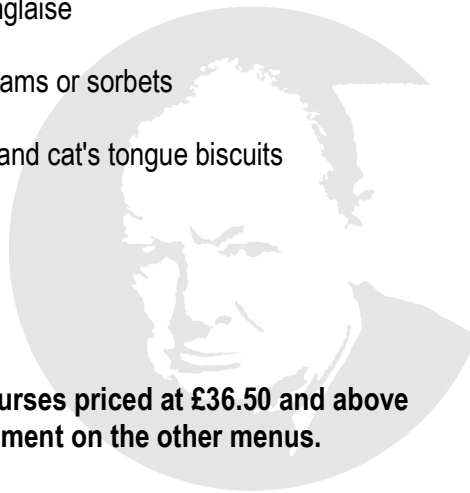 nglaise
ams or sorbets
and cat's tongue biscuits
urses priced at £36.50 and above
ment on the other menus.